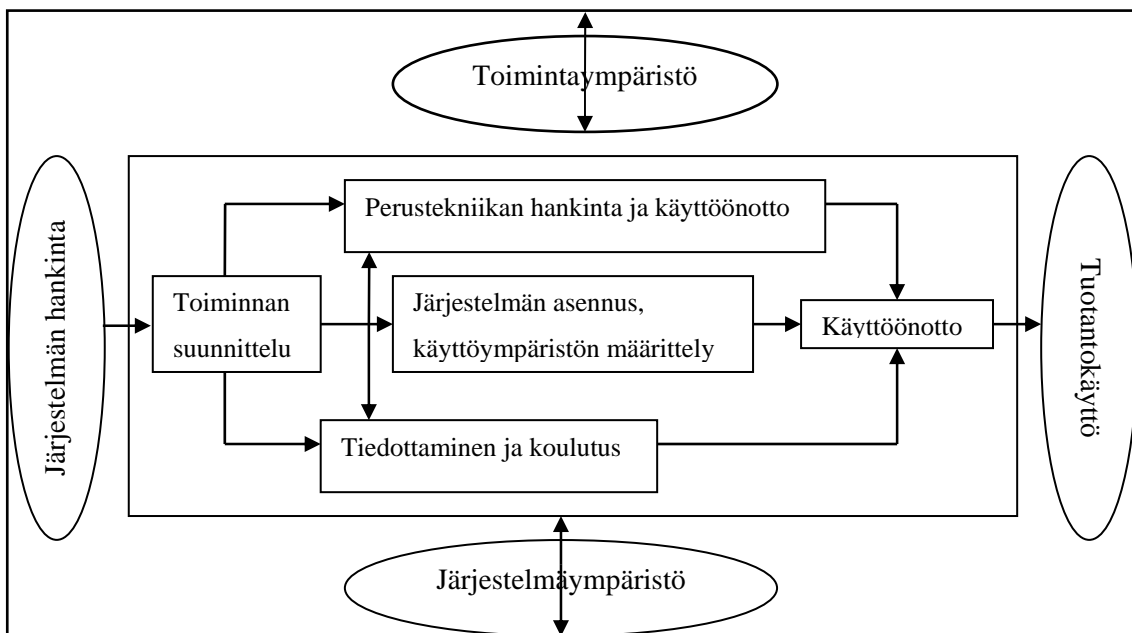 Toimintaympäristö
Järjestelmän hankinta
Perustekniikan hankinta ja käyttöönotto
Toiminnan
suunnittelu
Järjestelmän asennus,
käyttöympäristön määrittely
Käyttöönotto
Tiedottaminen ja koulutus
Tuotantokäyttö
Järjestelmäympäristö